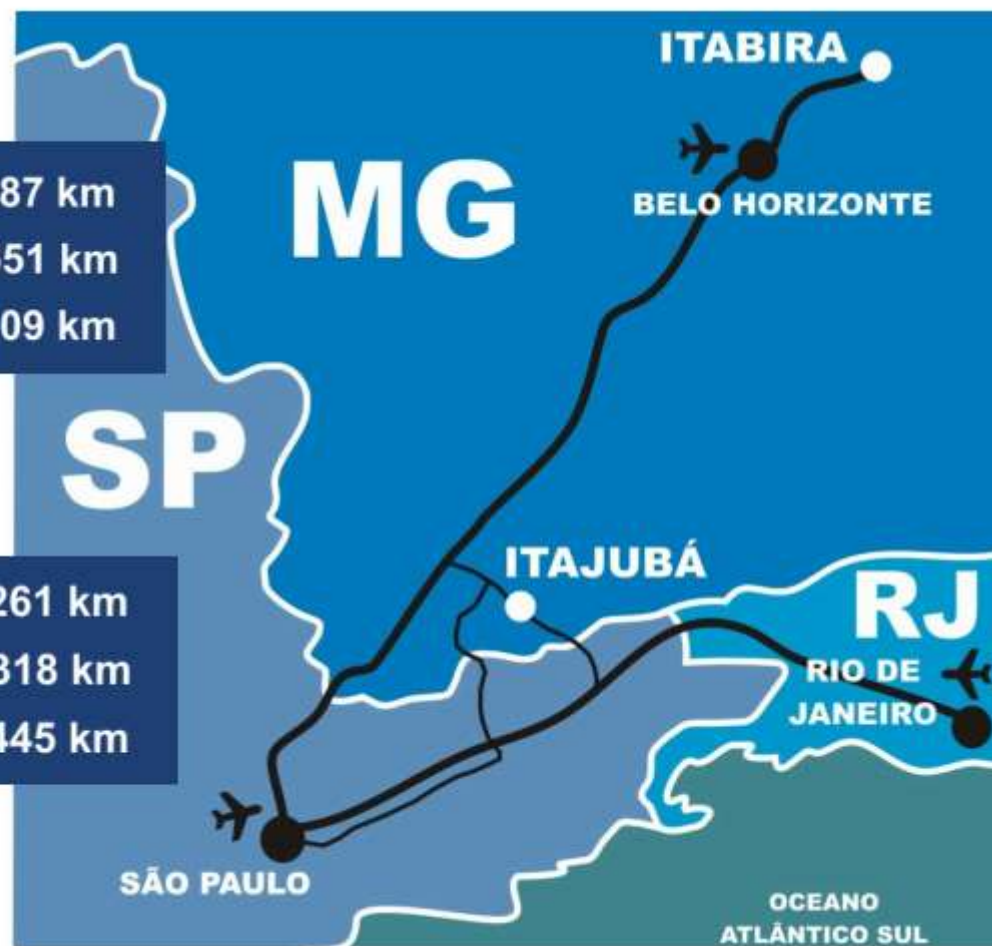 ITABIRA
87 km
MG
BELO HORIZONTE
51 km
09 km
SP
ITAJUBÁ
261 km
RJ
318 km
RIO DE
JANEIRO
445 km
SÃO PAULO
OCEANO
ATLÂNTICO SUL